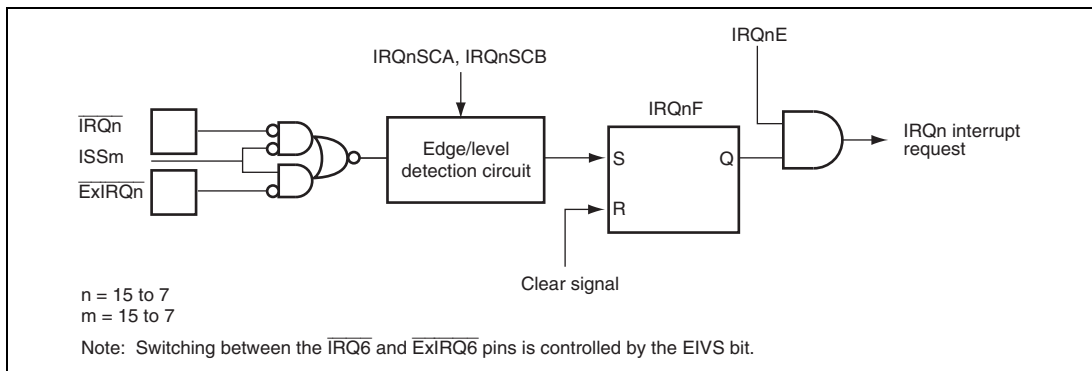 IRQnE
IRQnSCA, IRQnSCB
IRQn
ISSm
ExIRQn
Edge/level
detection circuit
IRQnF
S
Q
R
IRQn interrupt
request
Clear signal
n = 15 to 7
m = 15 to 7
Note: Switching between the IRQ6 and ExIRQ6 pins is controlled by the EIVS bit.